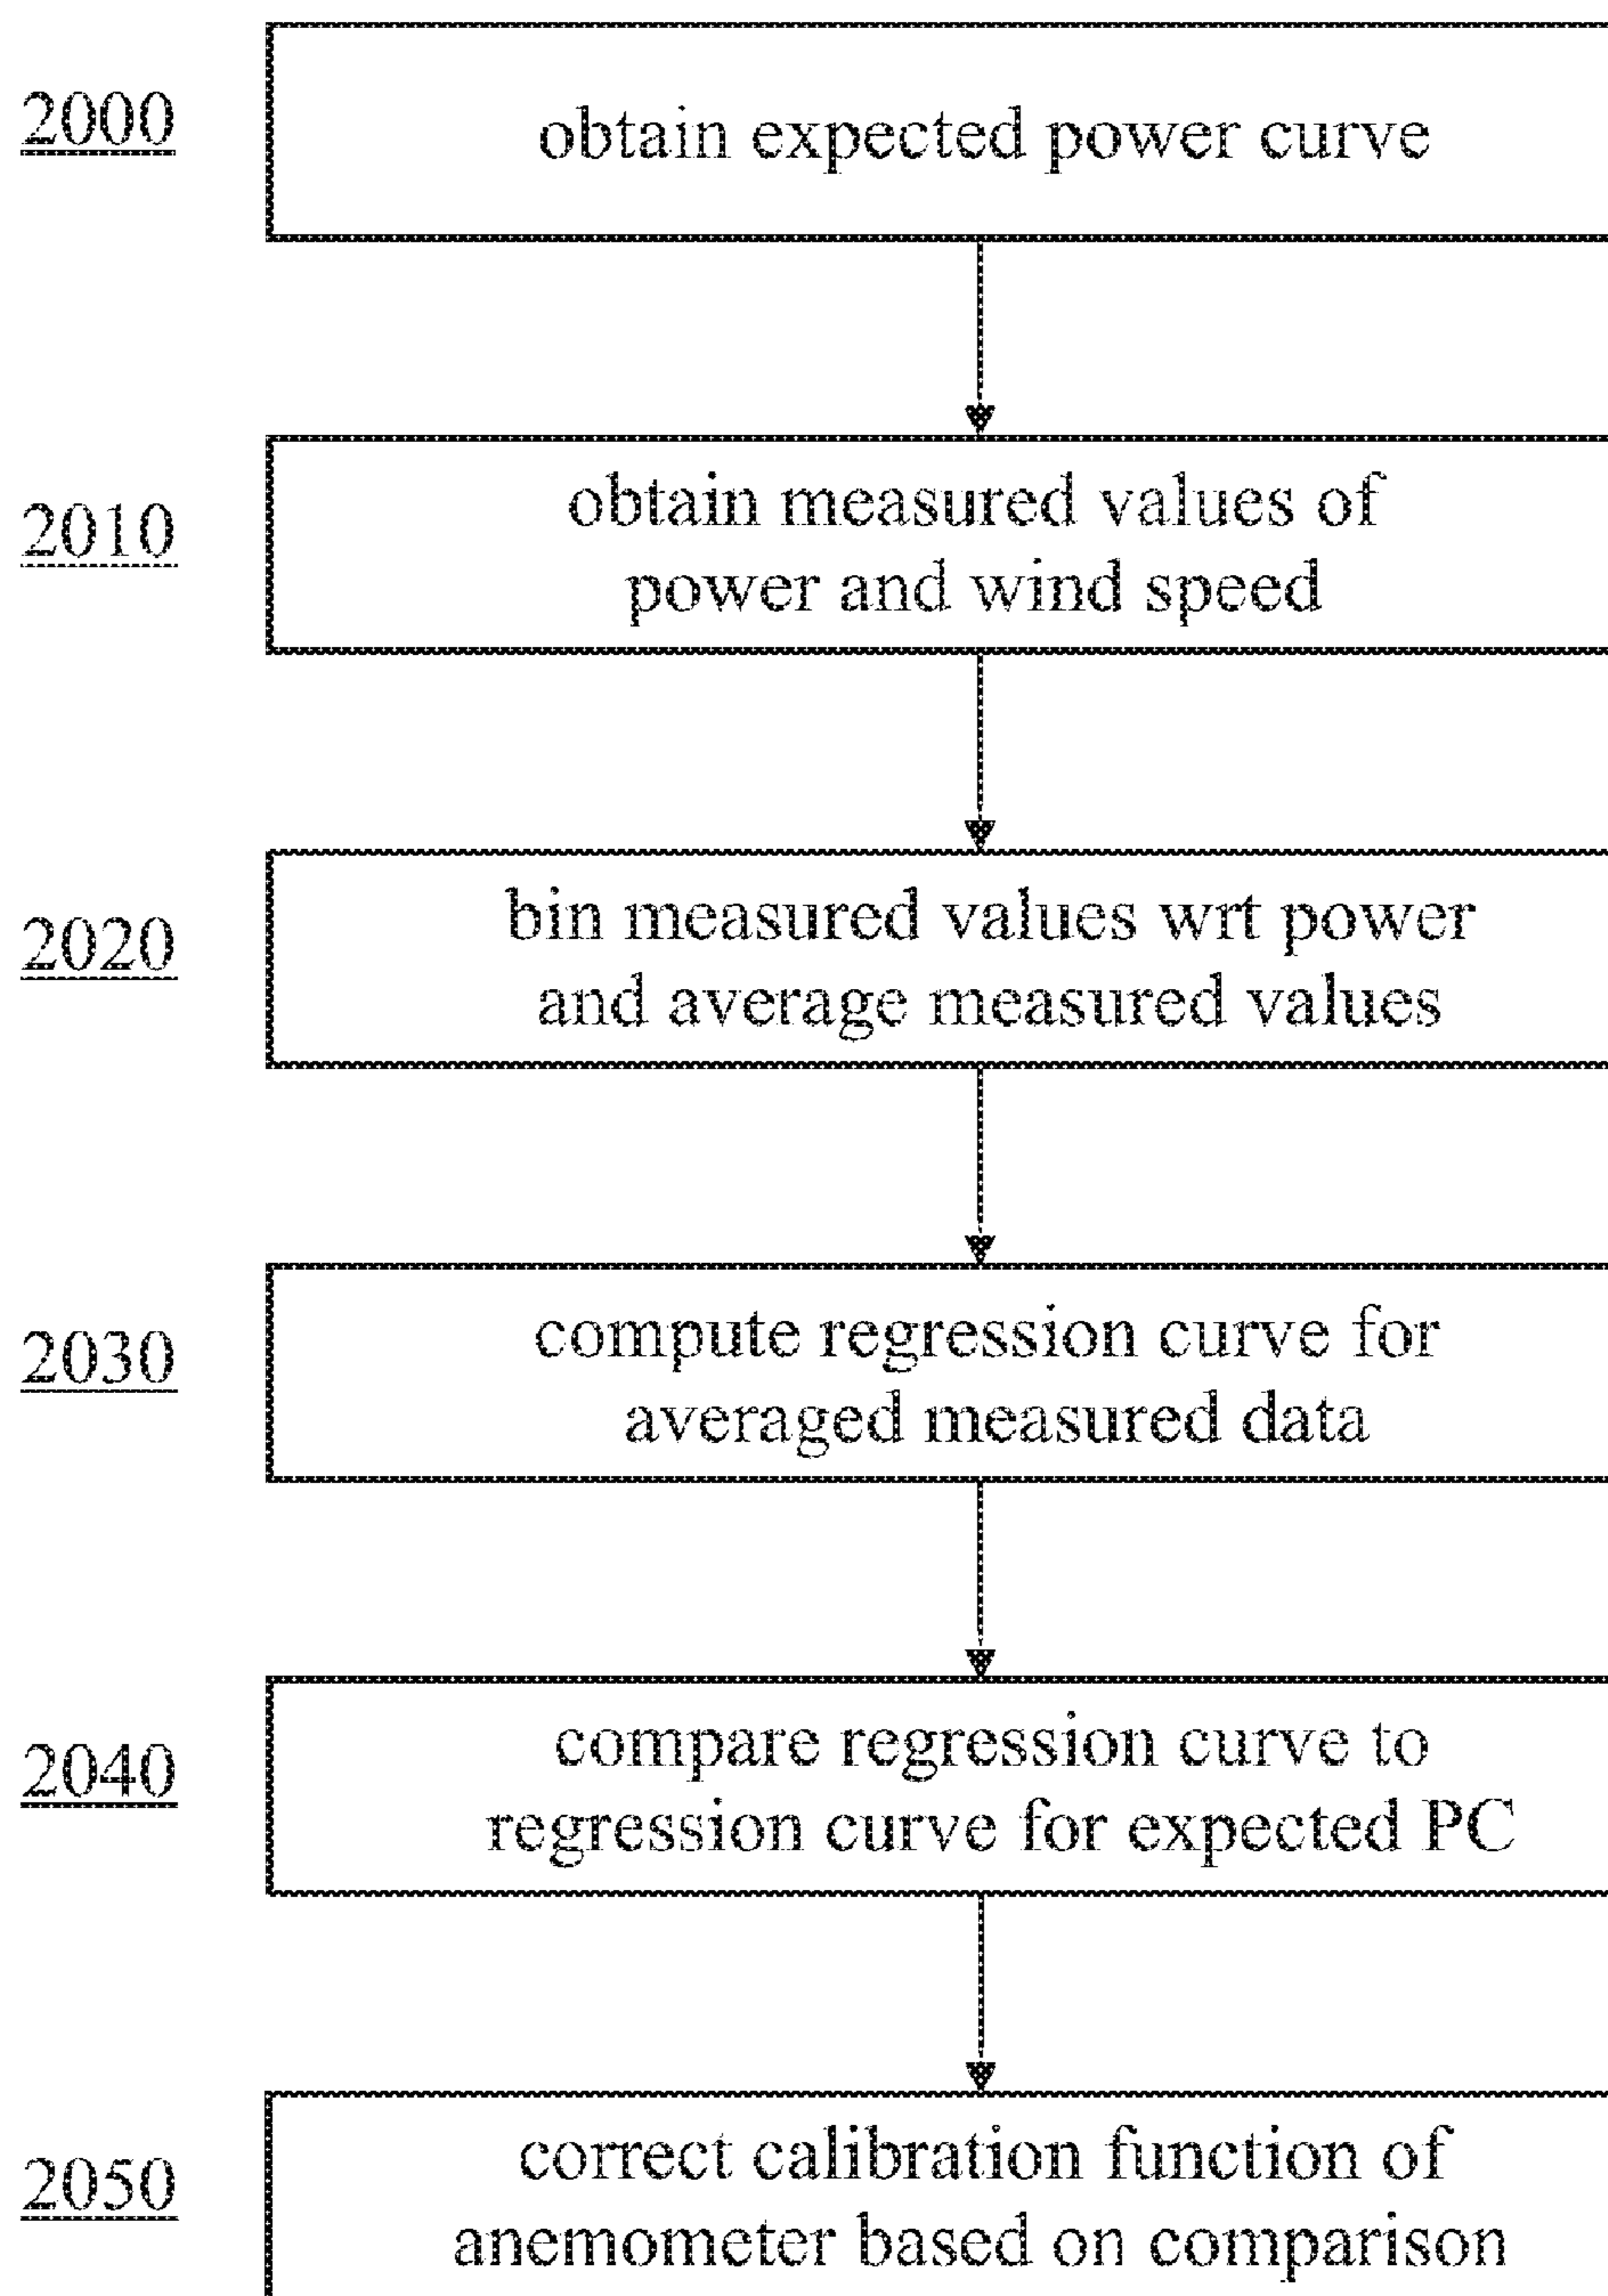 2000
obtain expected power curve
2010
obtain measured values of
power and wind speed
2020
bin measured values wrt power
and average measured values
2030
compute regression curve for
averaged measured data
2040
compare regression curve to
regression curve for expected PC
2050
correct calibration function of
anemometer based on comparison